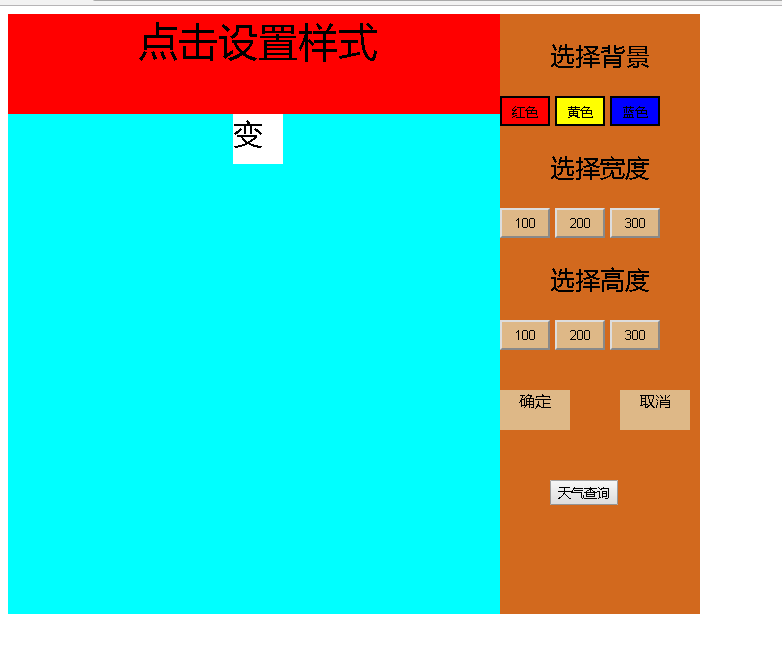 点击设置样式
变
选择背景
红色 黄色 蓝色
选择宽度
100 200 300
选择高度
100 200 300
确定 取消
天气查询